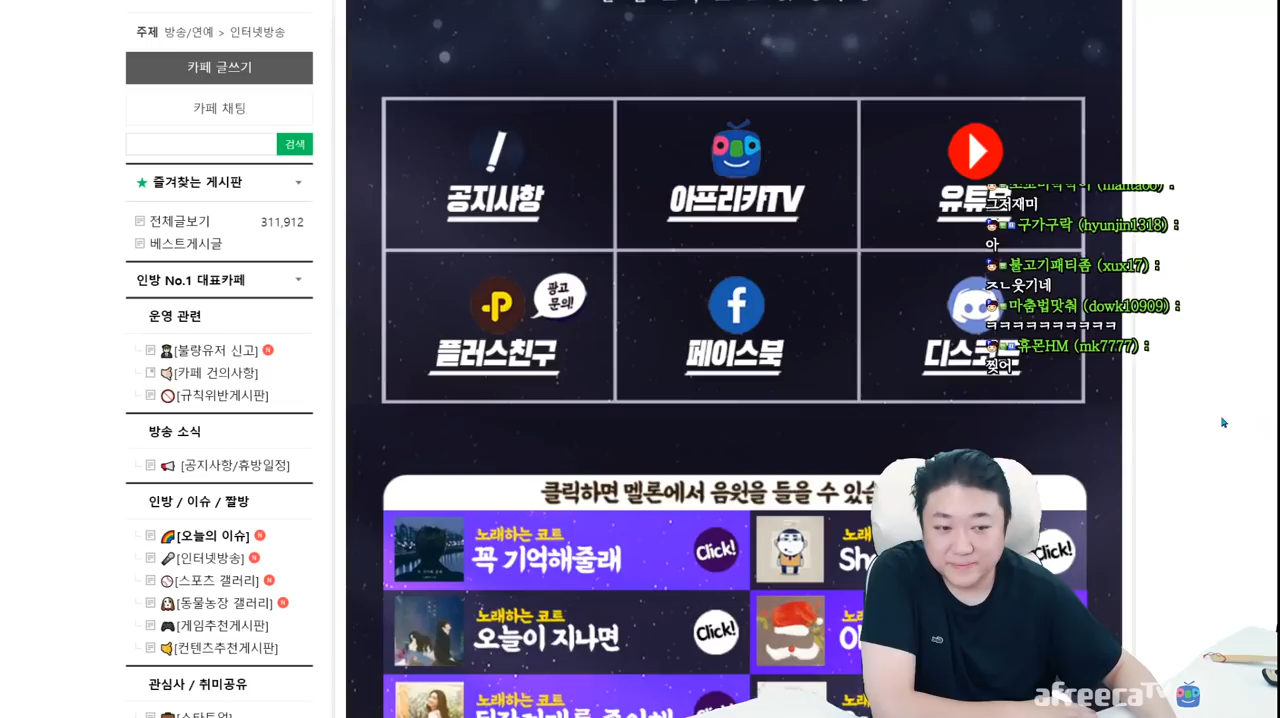 주제 방송/연예 > 인터넷방송
카페 글쓰기
카페 채팅
검색
★ 즐겨찾는 게시판
전체글보기 311,912
베스트게시글
인방 No.1 대표카페
운영 관련
[불량유저 신고] N
[카페 건의사항]
[규칙위반게시판]
방송 소식
[공지사항/휴방일정]
인방 / 이슈 / 짤방
[오늘의 이슈] N
[인터넷방송] N
[스포츠 갤러리] N
[동물농장 갤러리] N
[게임추천게시판]
[컨텐츠추천게시판]
관심사 / 취미공유
공지사항
아프리카TV
광고
문의!
플러스친구
페이스북
그저재미
구가구락 (hyunjin1318) :
아
불고기패티좀 (xux17) :
ㅈㄴ웃기네
마춤법맛춰 (dowk10909) :
ㅋㅋㅋㅋㅋㅋㅋㅋㅋㅋ
휴몬HM (mk7777) :
찢어
클릭하면 멜론에서 음원을 들을 수 있습
노래하는 코트
꼭 기억해줄래
Click!
노래하는 코트
오늘이 지나면
Click!
노래하는 코트
Click!
afreecaTV